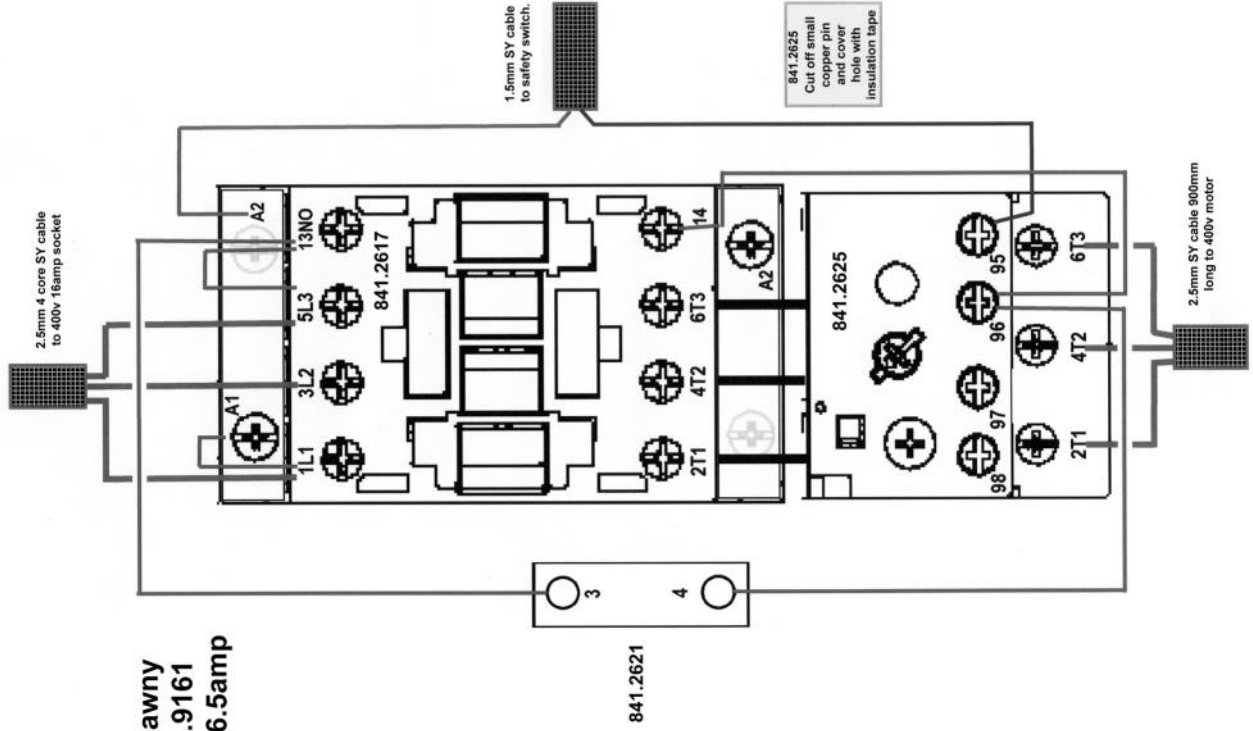 2.5mm 4 core SY cable
to 400v 16amp socket
1.5mm SY cable
to safety switch.
841.2625
Cut off small
copper pin
and cover
hole with
insulation tape
A1
A2
1L1
3L2
5L3
13NO
841.2617
2T1
4T2
6T3
14
A2
841.2625
98
97
96
95
2T1
4T2
6T3
2.5mm SY cable 900mm
long to 400v motor
3
4
841.2621
awny
.9161
6.5amp